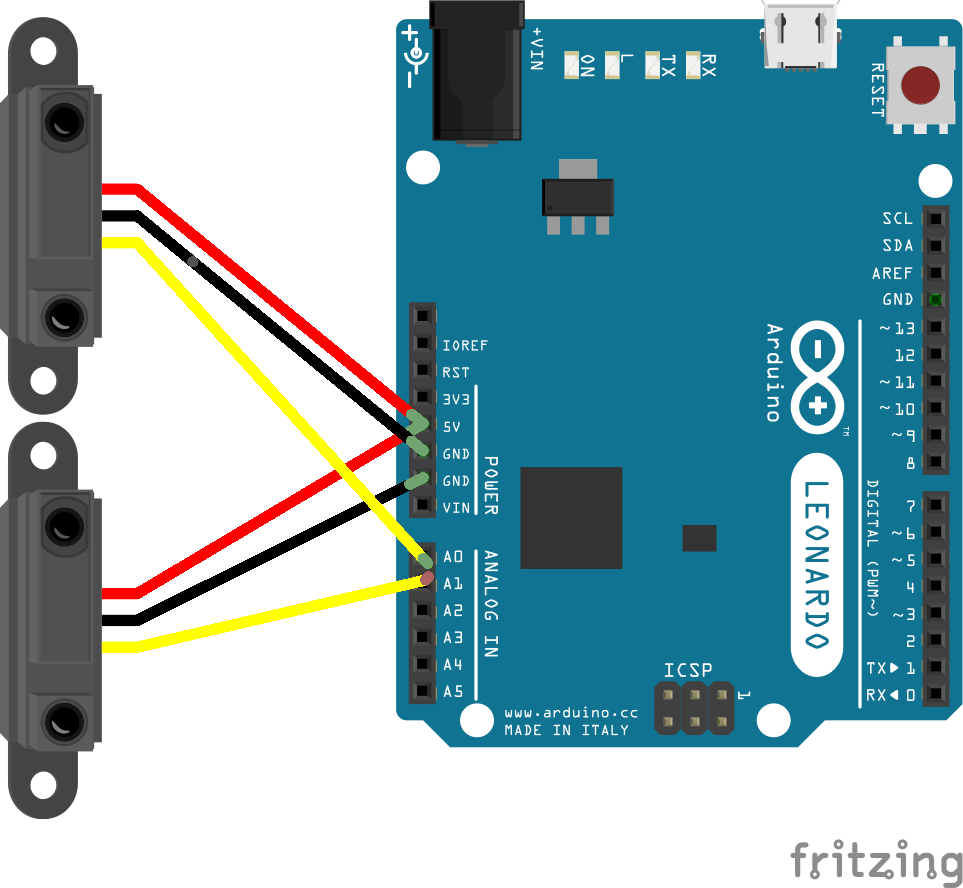 +VIN
ON
L
TX
RX
RESET
SCL
SDA
AREF
GND
~13
12
~11
~10
~9
8
Arduino
TM
IOREF
RST
3V3
5V
GND
GND
VIN
POWER
LEONARDO
DIGITAL (PWM~)
7
~6
~5
4
~3
2
TX▶ 1
RX◀ 0
A0
A1
A2
A3
A4
A5
ANALOG IN
ICSP
1
www.arduino.cc
MADE IN ITALY
fritzing